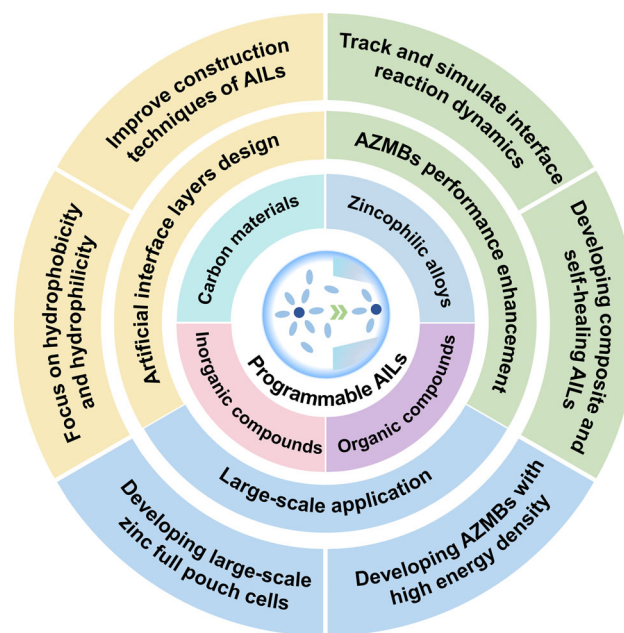 Improve construction
techniques of AILs
Track and simulate interface
reaction dynamics
Focus on hydrophobicity
and hydrophilicity
Developing composite and
self-healing AILs
Developing large-scale
zinc full pouch cells
Developing AZMBs with
high energy density
Artificial interface layers design
AZMBs performance enhancement
Large-scale application
Carbon materials
Zincophilic alloys
Inorganic compounds
Organic compounds
Programmable AILs